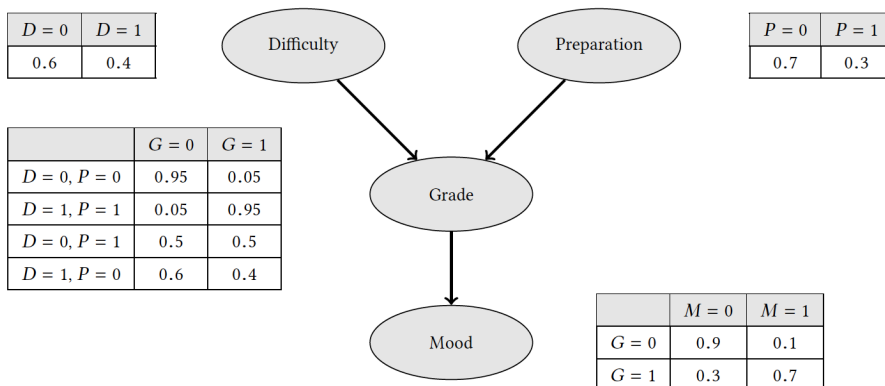 D = 0 D = 1
0.6 0.4
Difficulty
Preparation
P = 0 P = 1
0.7 0.3
G = 0 G = 1
D = 0, P = 0 0.95 0.05
D = 1, P = 1 0.05 0.95
D = 0, P = 1 0.5 0.5
D = 1, P = 0 0.6 0.4
Grade
Mood
M = 0 M = 1
G = 0 0.9 0.1
G = 1 0.3 0.7